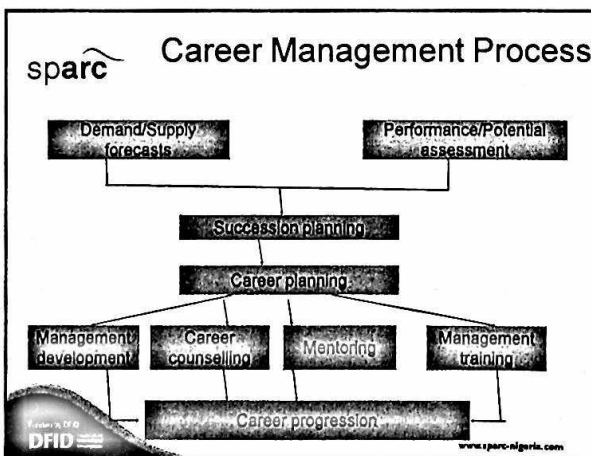 sparc
Career Management Process
Demand/Supply
forecasts
Performance/Potential
assessment
Succession planning
Career planning
Management
development
Career
counselling
Mentoring
Management
training
Career progression
DFID
www.sparc-nigeria.com